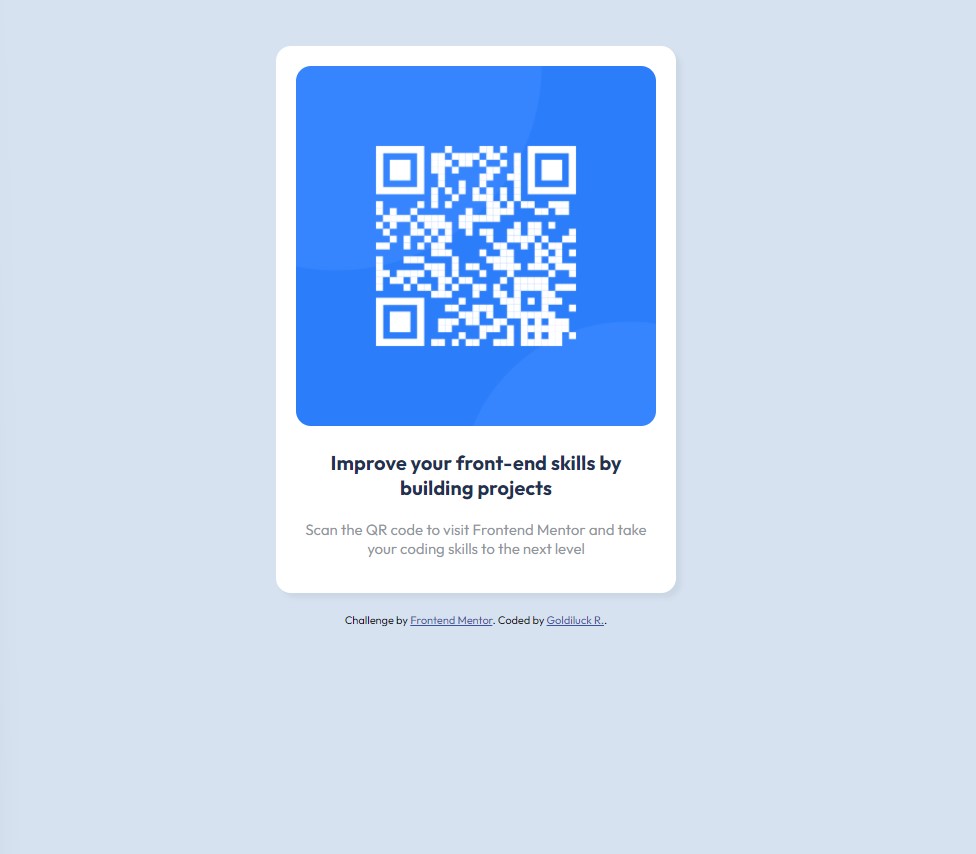 Improve your front-end skills by
building projects
Scan the QR code to visit Frontend Mentor and take
your coding skills to the next level
Challenge by Frontend Mentor. Coded by Goldiluck R..